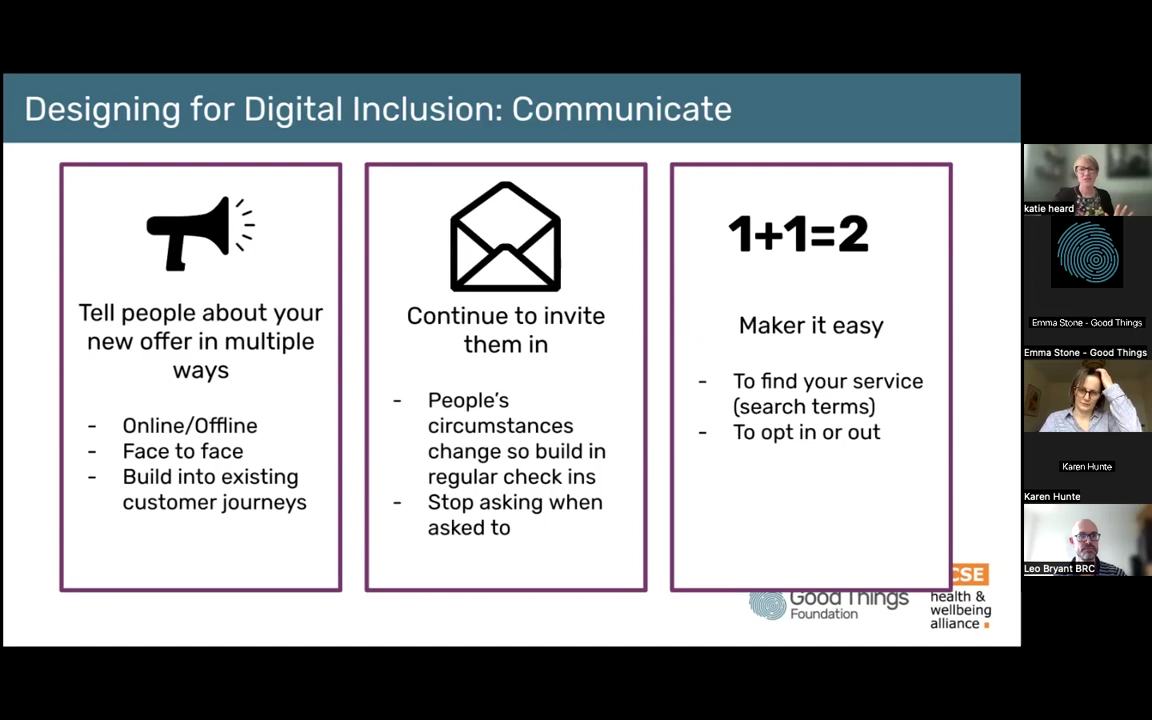 Designing for Digital Inclusion: Communicate
Tell people about your
new offer in multiple
ways
- Online/Offline
- Face to face
- Build into existing
customer journeys
Continue to invite
them in
- People's
circumstances
change so build in
regular check ins
- Stop asking when
asked to
1+1=2
Maker it easy
- To find your service
(search terms)
- To opt in or out
Good Things
Foundation
CSE
health &
wellbeing
alliance
katie heard
Emma Stone - Good Things
Emma Stone - Good Things
Karen Hunte
Karen Hunte
Leo Bryant BRC